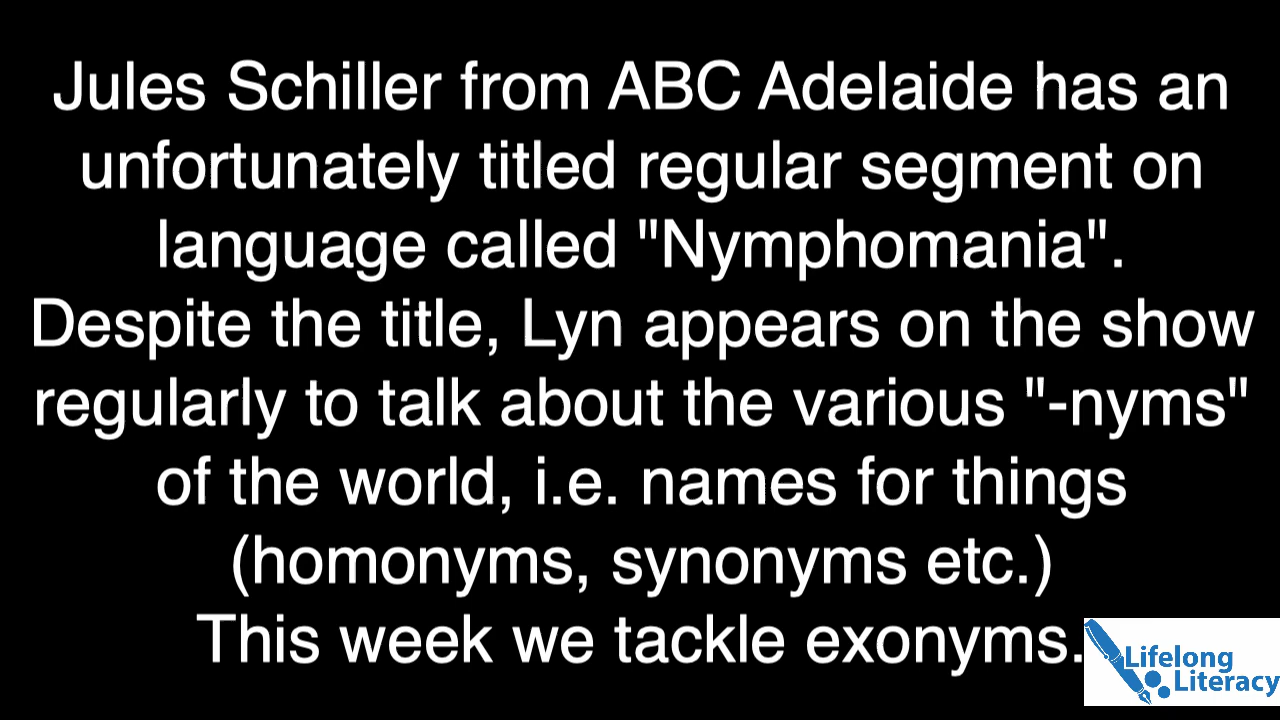 Jules Schiller from ABC Adelaide has an
unfortunately titled regular segment on
language called "Nymphomania".
Despite the title, Lyn appears on the show
regularly to talk about the various "-nyms"
of the world, i.e. names for things
(homonyms, synonyms etc.)
This week we tackle exonyms.
Lifelong
Literacy